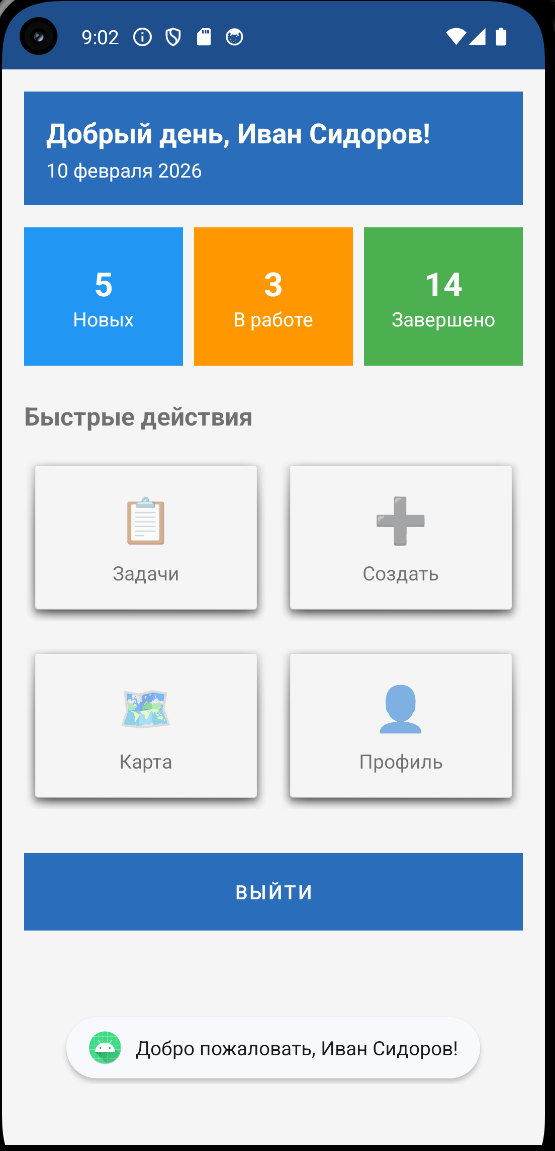 9:02
Добрый день, Иван Сидоров!
10 февраля 2026
5
3
14
Новых
В работе
Завершено
Быстрые действия
Задачи
Создать
Карта
Профиль
ВЫЙТИ
Добро пожаловать, Иван Сидоров!